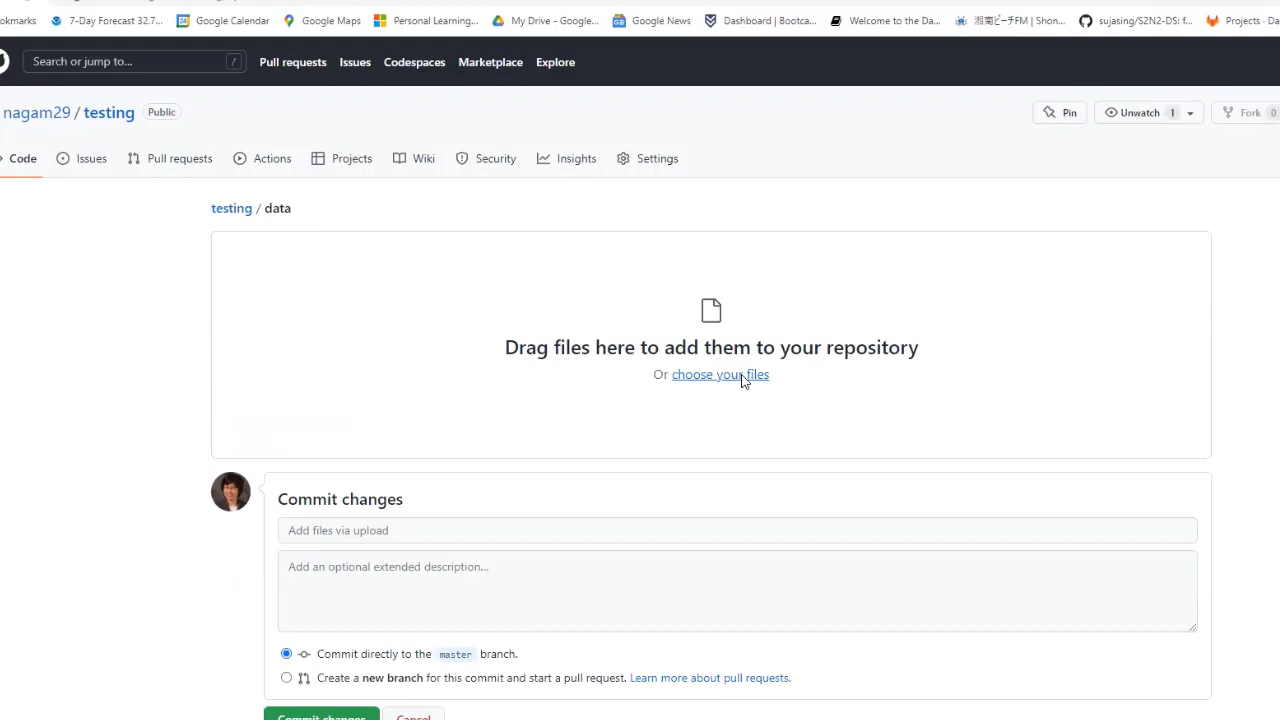 7-Day Forecast 32.7... Google Calendar Google Maps Personal Learning... My Drive - Google... Google News Dashboard | Bootca... Welcome to the Da... 湘南ビーチFM | Shon... sujasing/S2N2-DS: f... Projects · Da
Search or jump to... / Pull requests Issues Codespaces Marketplace Explore
nagam29 / testing Public Pin Unwatch 1 Fork 0
Code Issues Pull requests Actions Projects Wiki Security Insights Settings
testing / data
Drag files here to add them to your repository
Or choose your files
Commit changes
Add files via upload
Add an optional extended description...
Commit directly to the master branch.
Create a new branch for this commit and start a pull request. Learn more about pull requests.
Commit changes Cancel